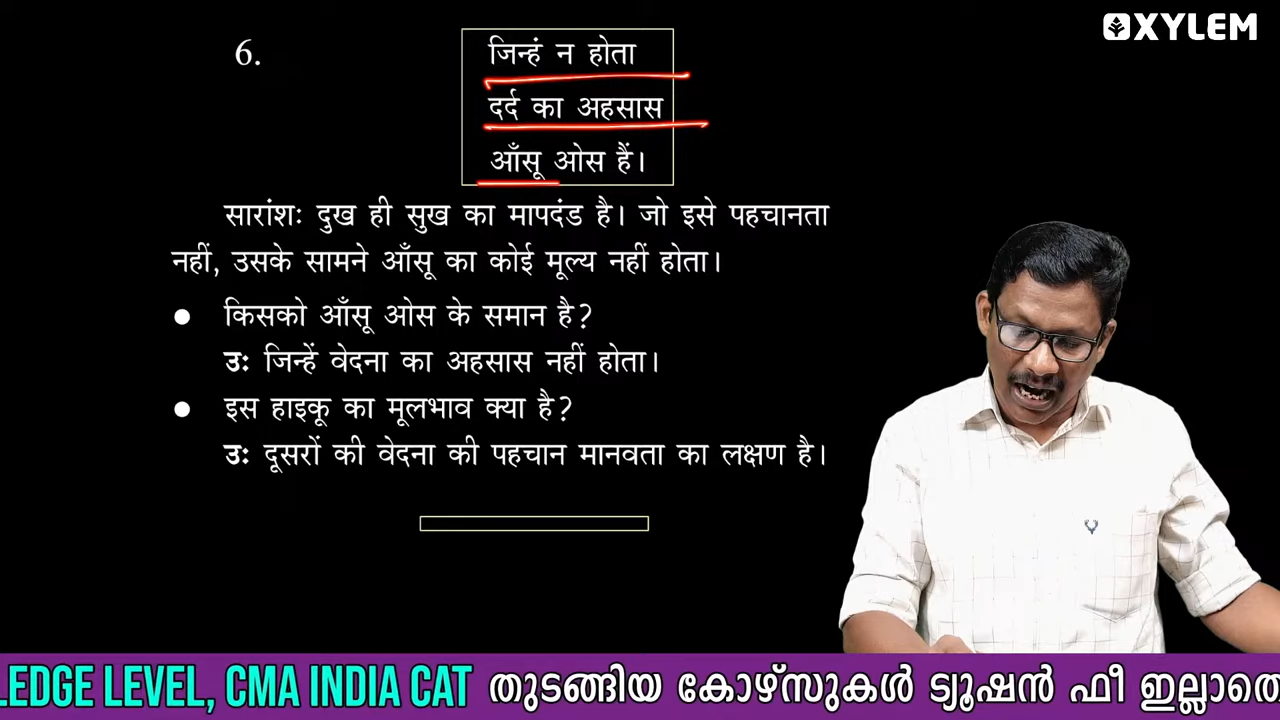 XYLEM
6.
जिन्हं न होता
दर्द का अहसास
आँसू ओस हैं।
सारांशः दुख ही सुख का मापदंड है। जो इसे पहचानता
नहीं, उसके सामने आँसू का कोई मूल्य नहीं होता।
● किसको आँसू ओस के समान है?
उः जिन्हें वेदना का अहसास नहीं होता।
● इस हाइकू का मूलभाव क्या है?
उः दूसरों की वेदना की पहचान मानवता का लक्षण है।
LEDGE LEVEL, CMA INDIA CAT തുടങ്ങിയ കോഴ്സുകൾ ട്യൂഷൻ ഫീ ഇല്ലാതെ